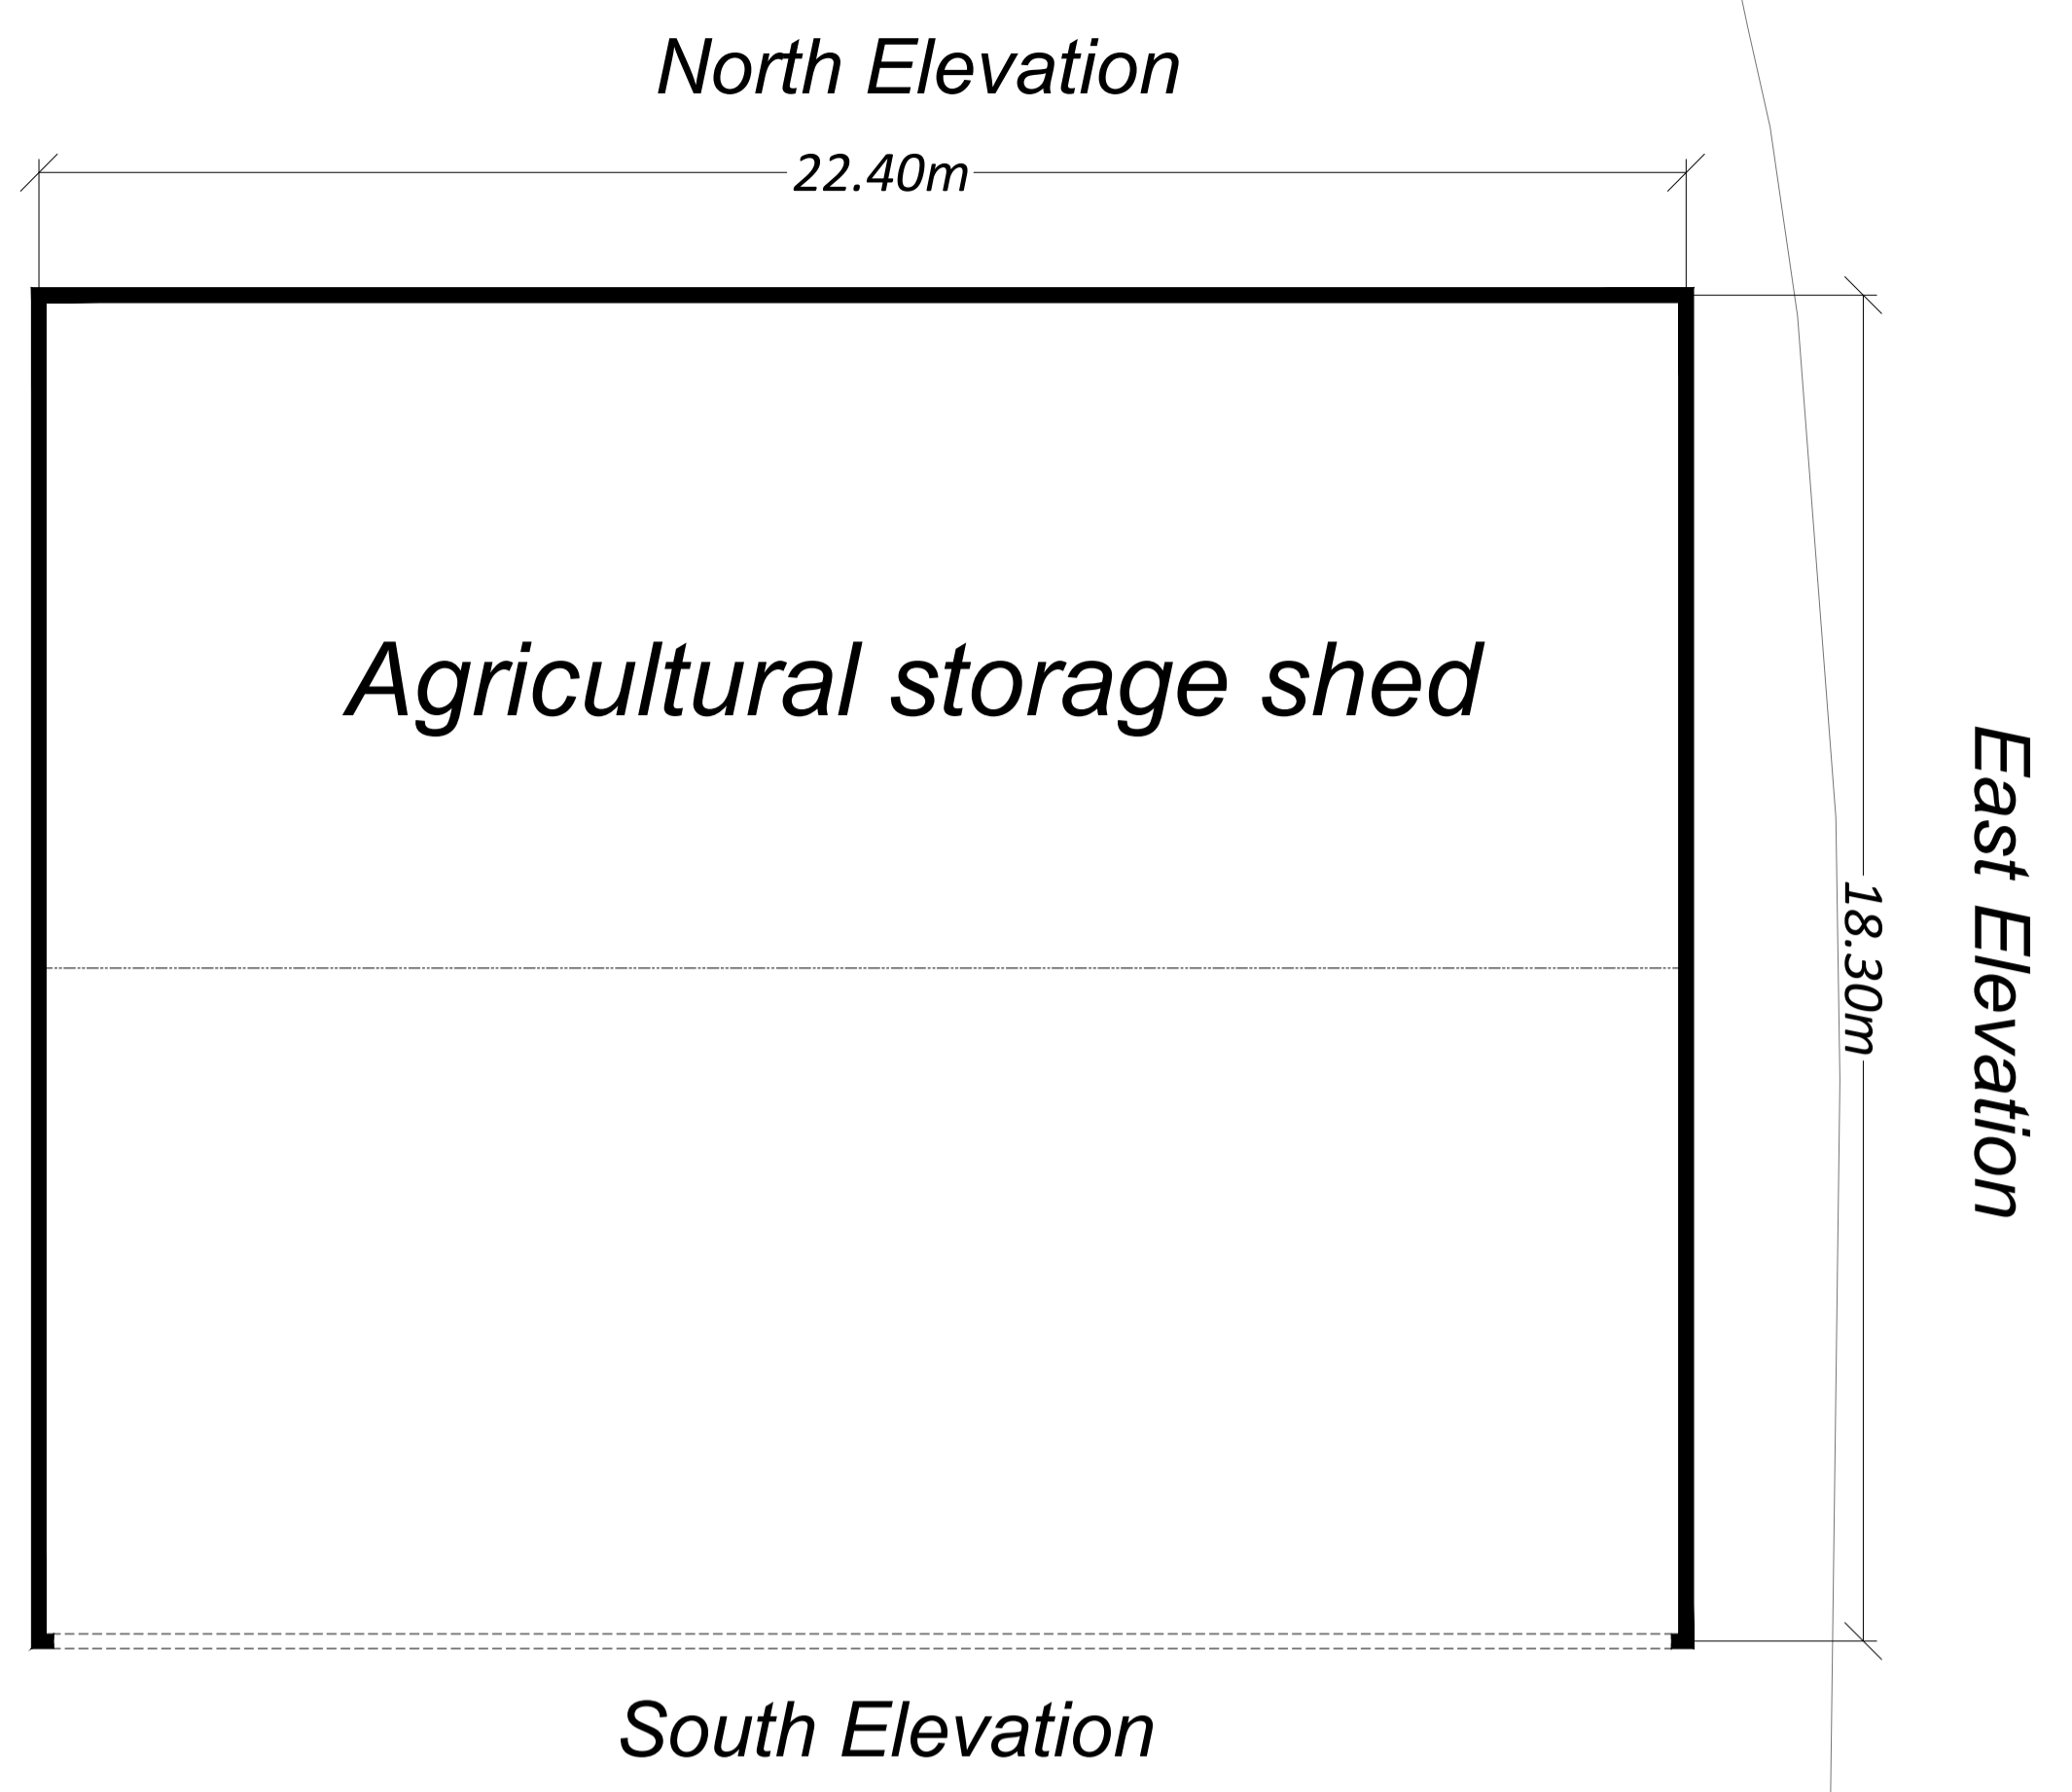 North Elevation
22.40m
Agricultural storage shed
18.30m
East Elevation
South Elevation